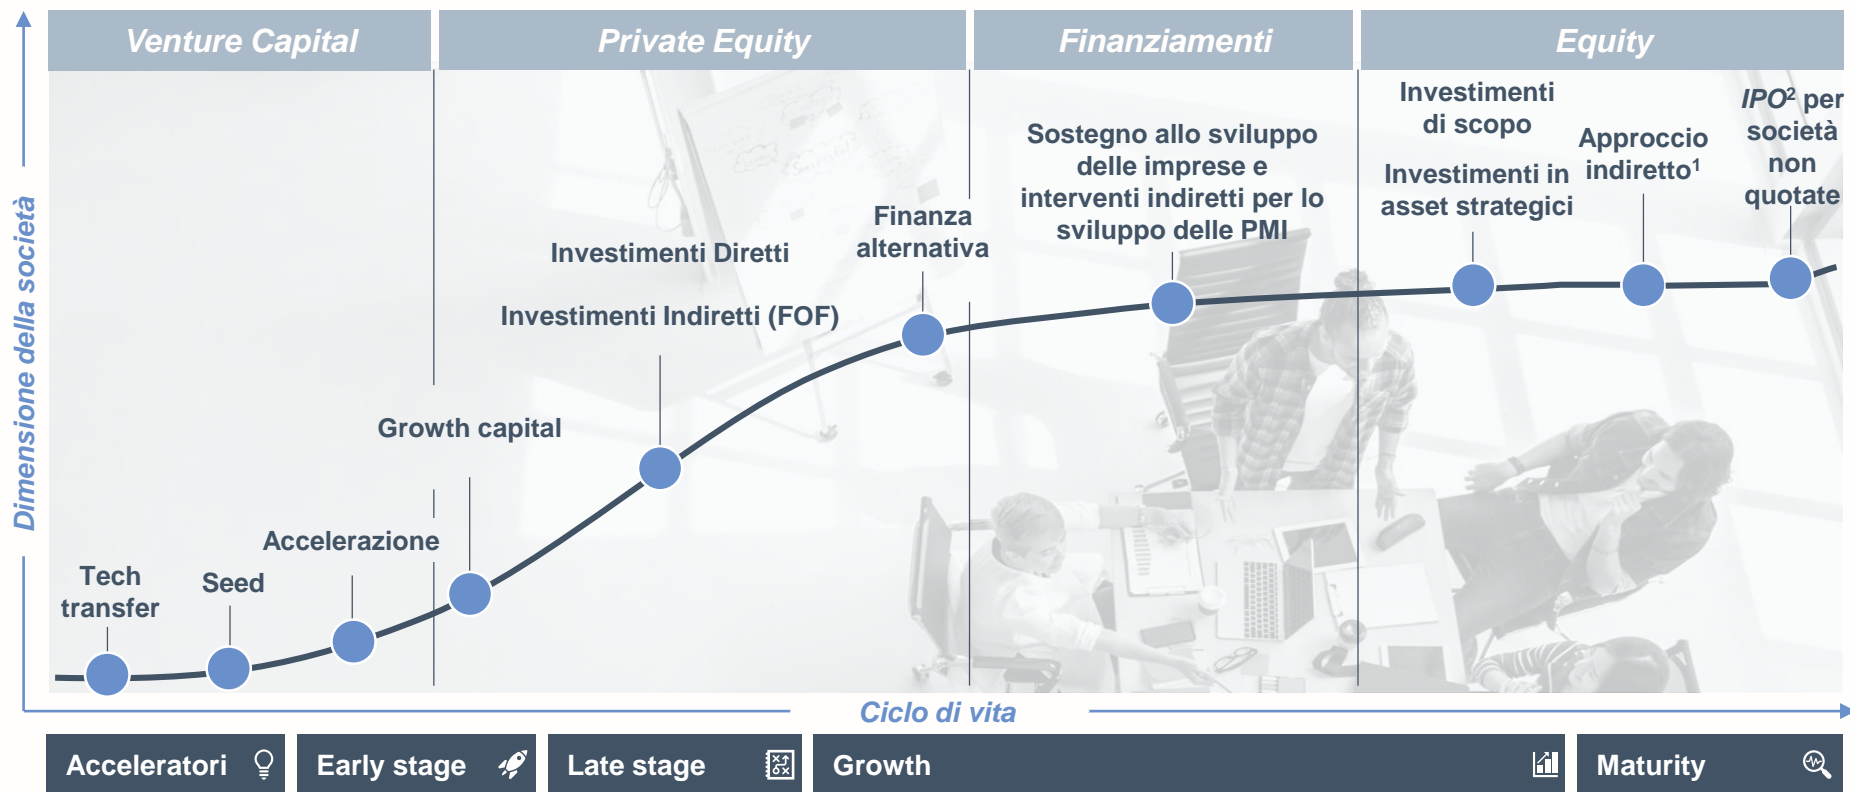 Venture Capital
Private Equity
Finanziamenti
Equity
Dimensione della società
Tech
transfer
Seed
Accelerazione
Growth capital
Investimenti Diretti
Investimenti Indiretti (FOF)
Finanza
alternativa
Sostegno allo sviluppo
delle imprese e
interventi indiretti per lo
sviluppo delle PMI
Investimenti
di scopo
Investimenti in
asset strategici
Approccio
indiretto¹
IPO² per
società
non
quotate
Ciclo di vita
Acceleratori
Early stage
Late stage
Growth
Maturity